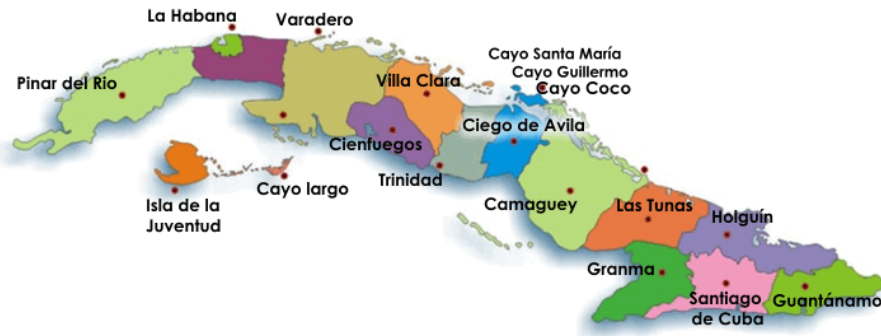 La Habana
Varadero
Cayo Santa María
Cayo Guillermo
Cayo Coco
Pinar del Rio
Villa Clara
Ciego de Avila
Cienfuegos
Trinidad
Cayo largo
Isla de la
Juventud
Camaguey
Las Tunas
Holguín
Granma
Santiago
de Cuba
Guantánamo